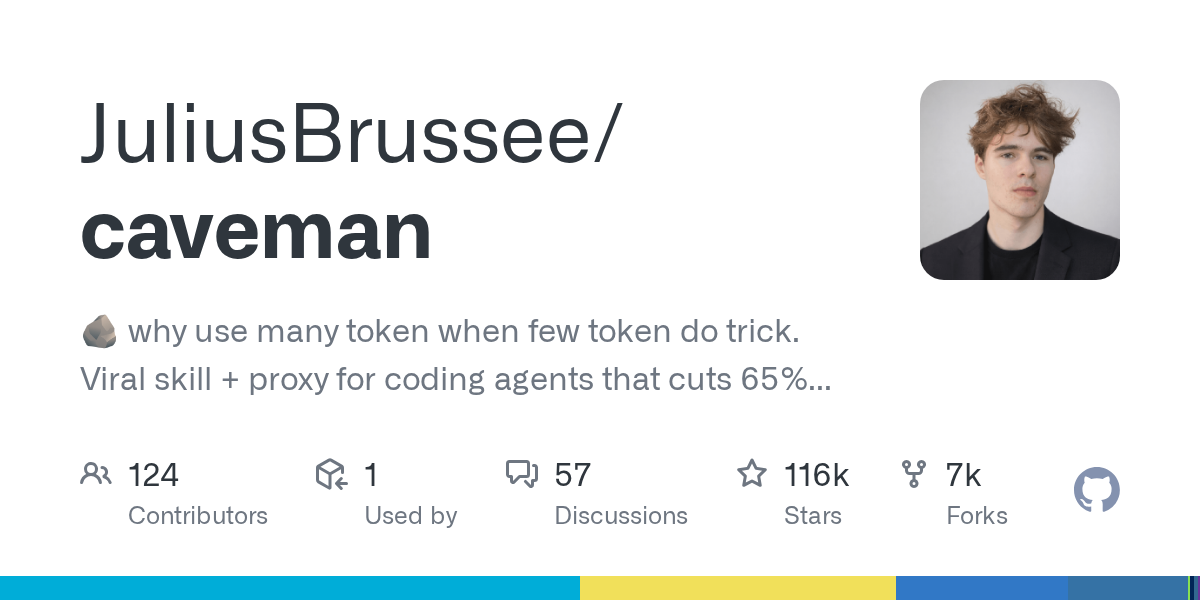 JuliusBrussee/
caveman
🪨 why use many token when few token do trick.
Viral skill + proxy for coding agents that cuts 65%...
124
Contributors
1
Used by
57
Discussions
116k
Stars
7k
Forks